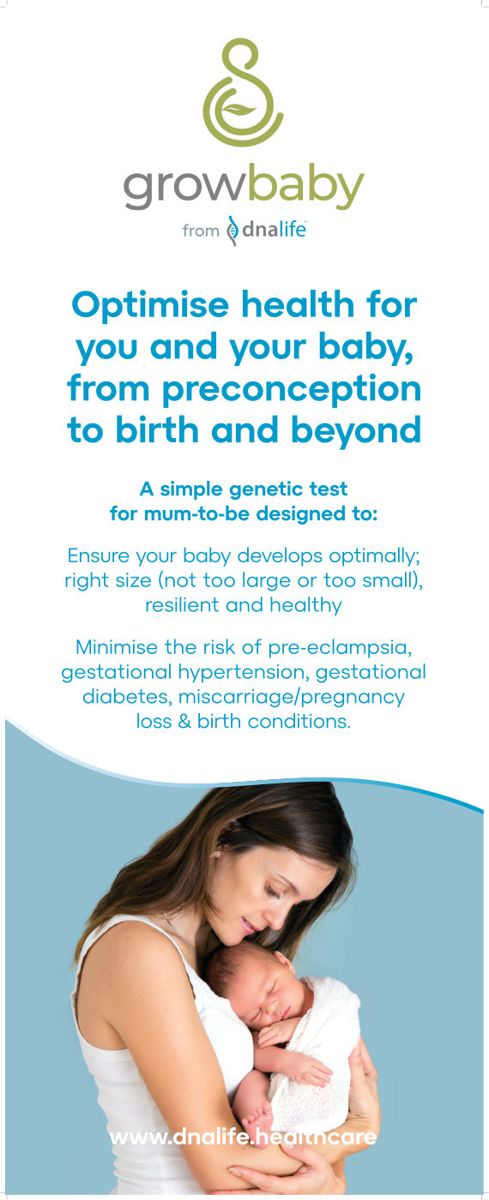 growbaby
from dnalife
Optimise health for
you and your baby,
from preconception
to birth and beyond
A simple genetic test
for mum-to-be designed to:
Ensure your baby develops optimally;
right size (not too large or too small),
resilient and healthy
Minimise the risk of pre-eclampsia,
gestational hypertension, gestational
diabetes, miscarriage/pregnancy
loss & birth conditions.
www.dnalife.healthcare